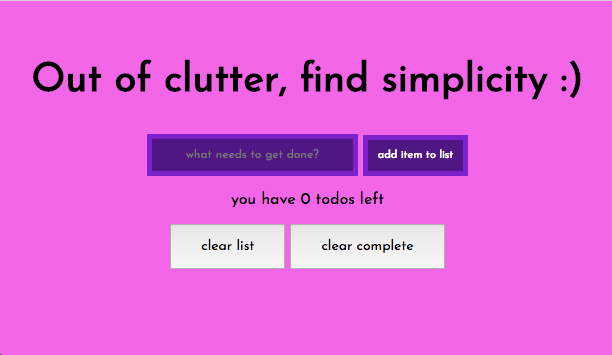 Out of clutter, find simplicity :)
what needs to get done? add item to list
you have 0 todos left
clear list clear complete